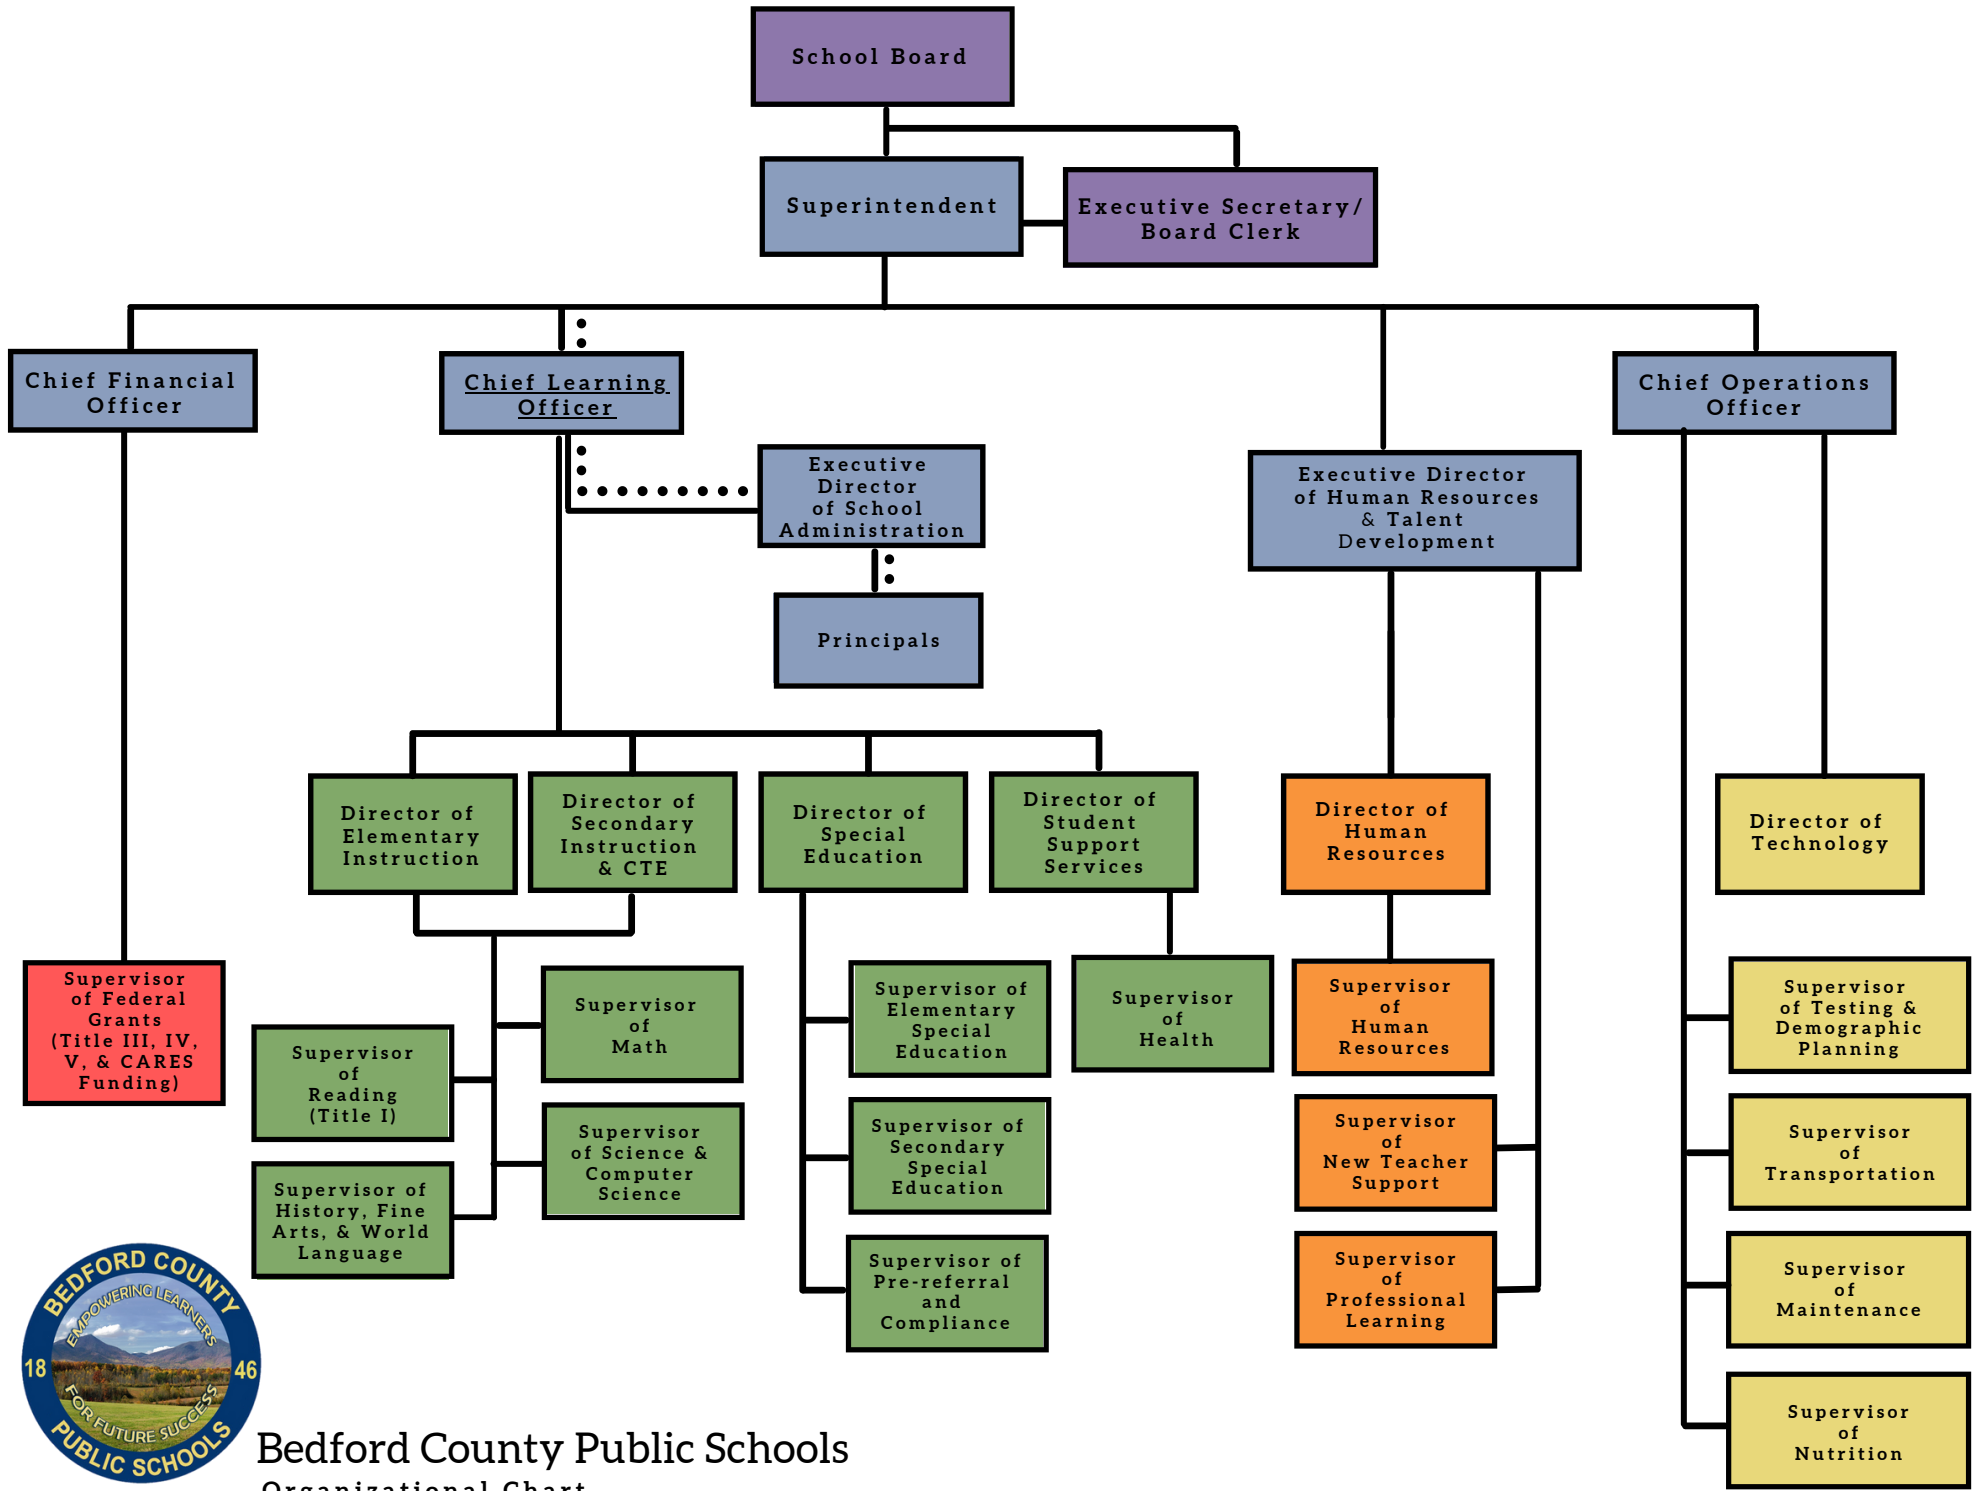 School Board
Superintendent
Executive Secretary/
Board Clerk
Chief Financial
Officer
Chief Learning
Officer
Chief Operations
Officer
Executive
Director
of School
Administration
Executive Director
of Human Resources
& Talent
Development
Principals
Director of
Elementary
Instruction
Director of
Secondary
Instruction
& CTE
Director of
Special
Education
Director of
Student
Support
Services
Director of
Human
Resources
Director of
Technology
Supervisor
of Federal
Grants
(Title III, IV,
V, & CARES
Funding)
Supervisor
of
Reading
(Title I)
Supervisor of
History, Fine
Arts, & World
Language
Supervisor
of
Math
Supervisor
of Science &
Computer
Science
Supervisor of
Elementary
Special
Education
Supervisor of
Secondary
Special
Education
Supervisor of
Pre-referral
and
Compliance
Supervisor
of
Health
Supervisor
of
Human
Resources
Supervisor
of
New Teacher
Support
Supervisor
of
Professional
Learning
Supervisor
of Testing &
Demographic
Planning
Supervisor
of
Transportation
Supervisor
of
Maintenance
Supervisor
of
Nutrition
BEDFORD COUNTY
EMPOWERING LEARNERS
18 46
FOR FUTURE SUCCESS
PUBLIC SCHOOLS
Bedford County Public Schools
Organizational Chart